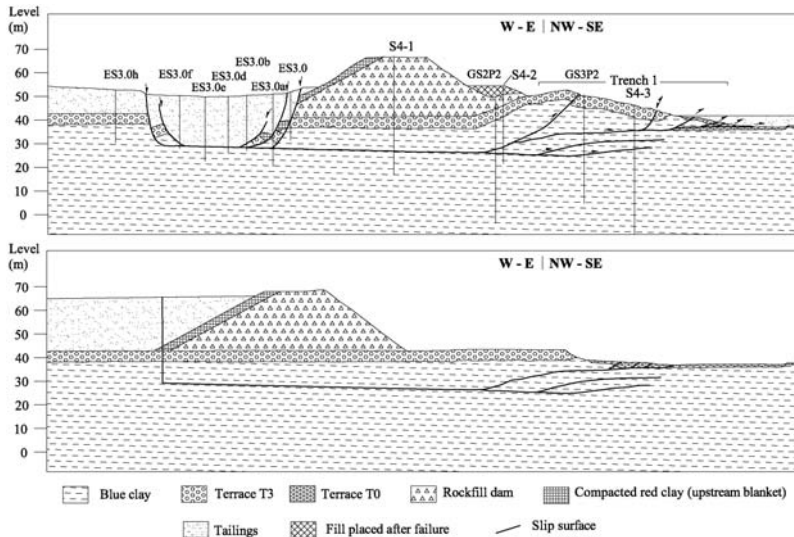 Level
(m)
W - E | NW - SE
70
60
50
40
30
20
10
0
ES3.0h
ES3.0f
ES3.0e
ES3.0d
ES3.0b
ES3.0a
ES3.0
S4-1
GS2P2
S4-2
GS3P2
Trench 1
S4-3
Level
(m)
W - E | NW - SE
70
60
50
40
30
20
10
0
Blue clay
Terrace T3
Terrace T0
Rockfill dam
Compacted red clay (upstream blanket)
Tailings
Fill placed after failure
Slip surface